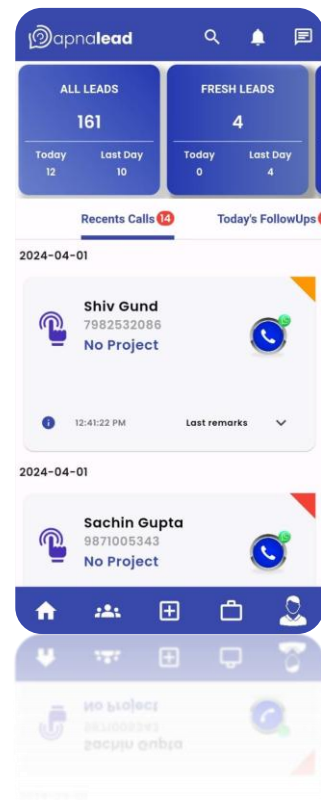 apnalead
ALL LEADS FRESH LEADS
161 4
Today Last Day Today Last Day
12 10 0 4
Recents Calls 14 Today's FollowUps
2024-04-01
Shiv Gund
7982532086
No Project
12:41:22 PM Last remarks
2024-04-01
Sachin Gupta
9871005343
No Project